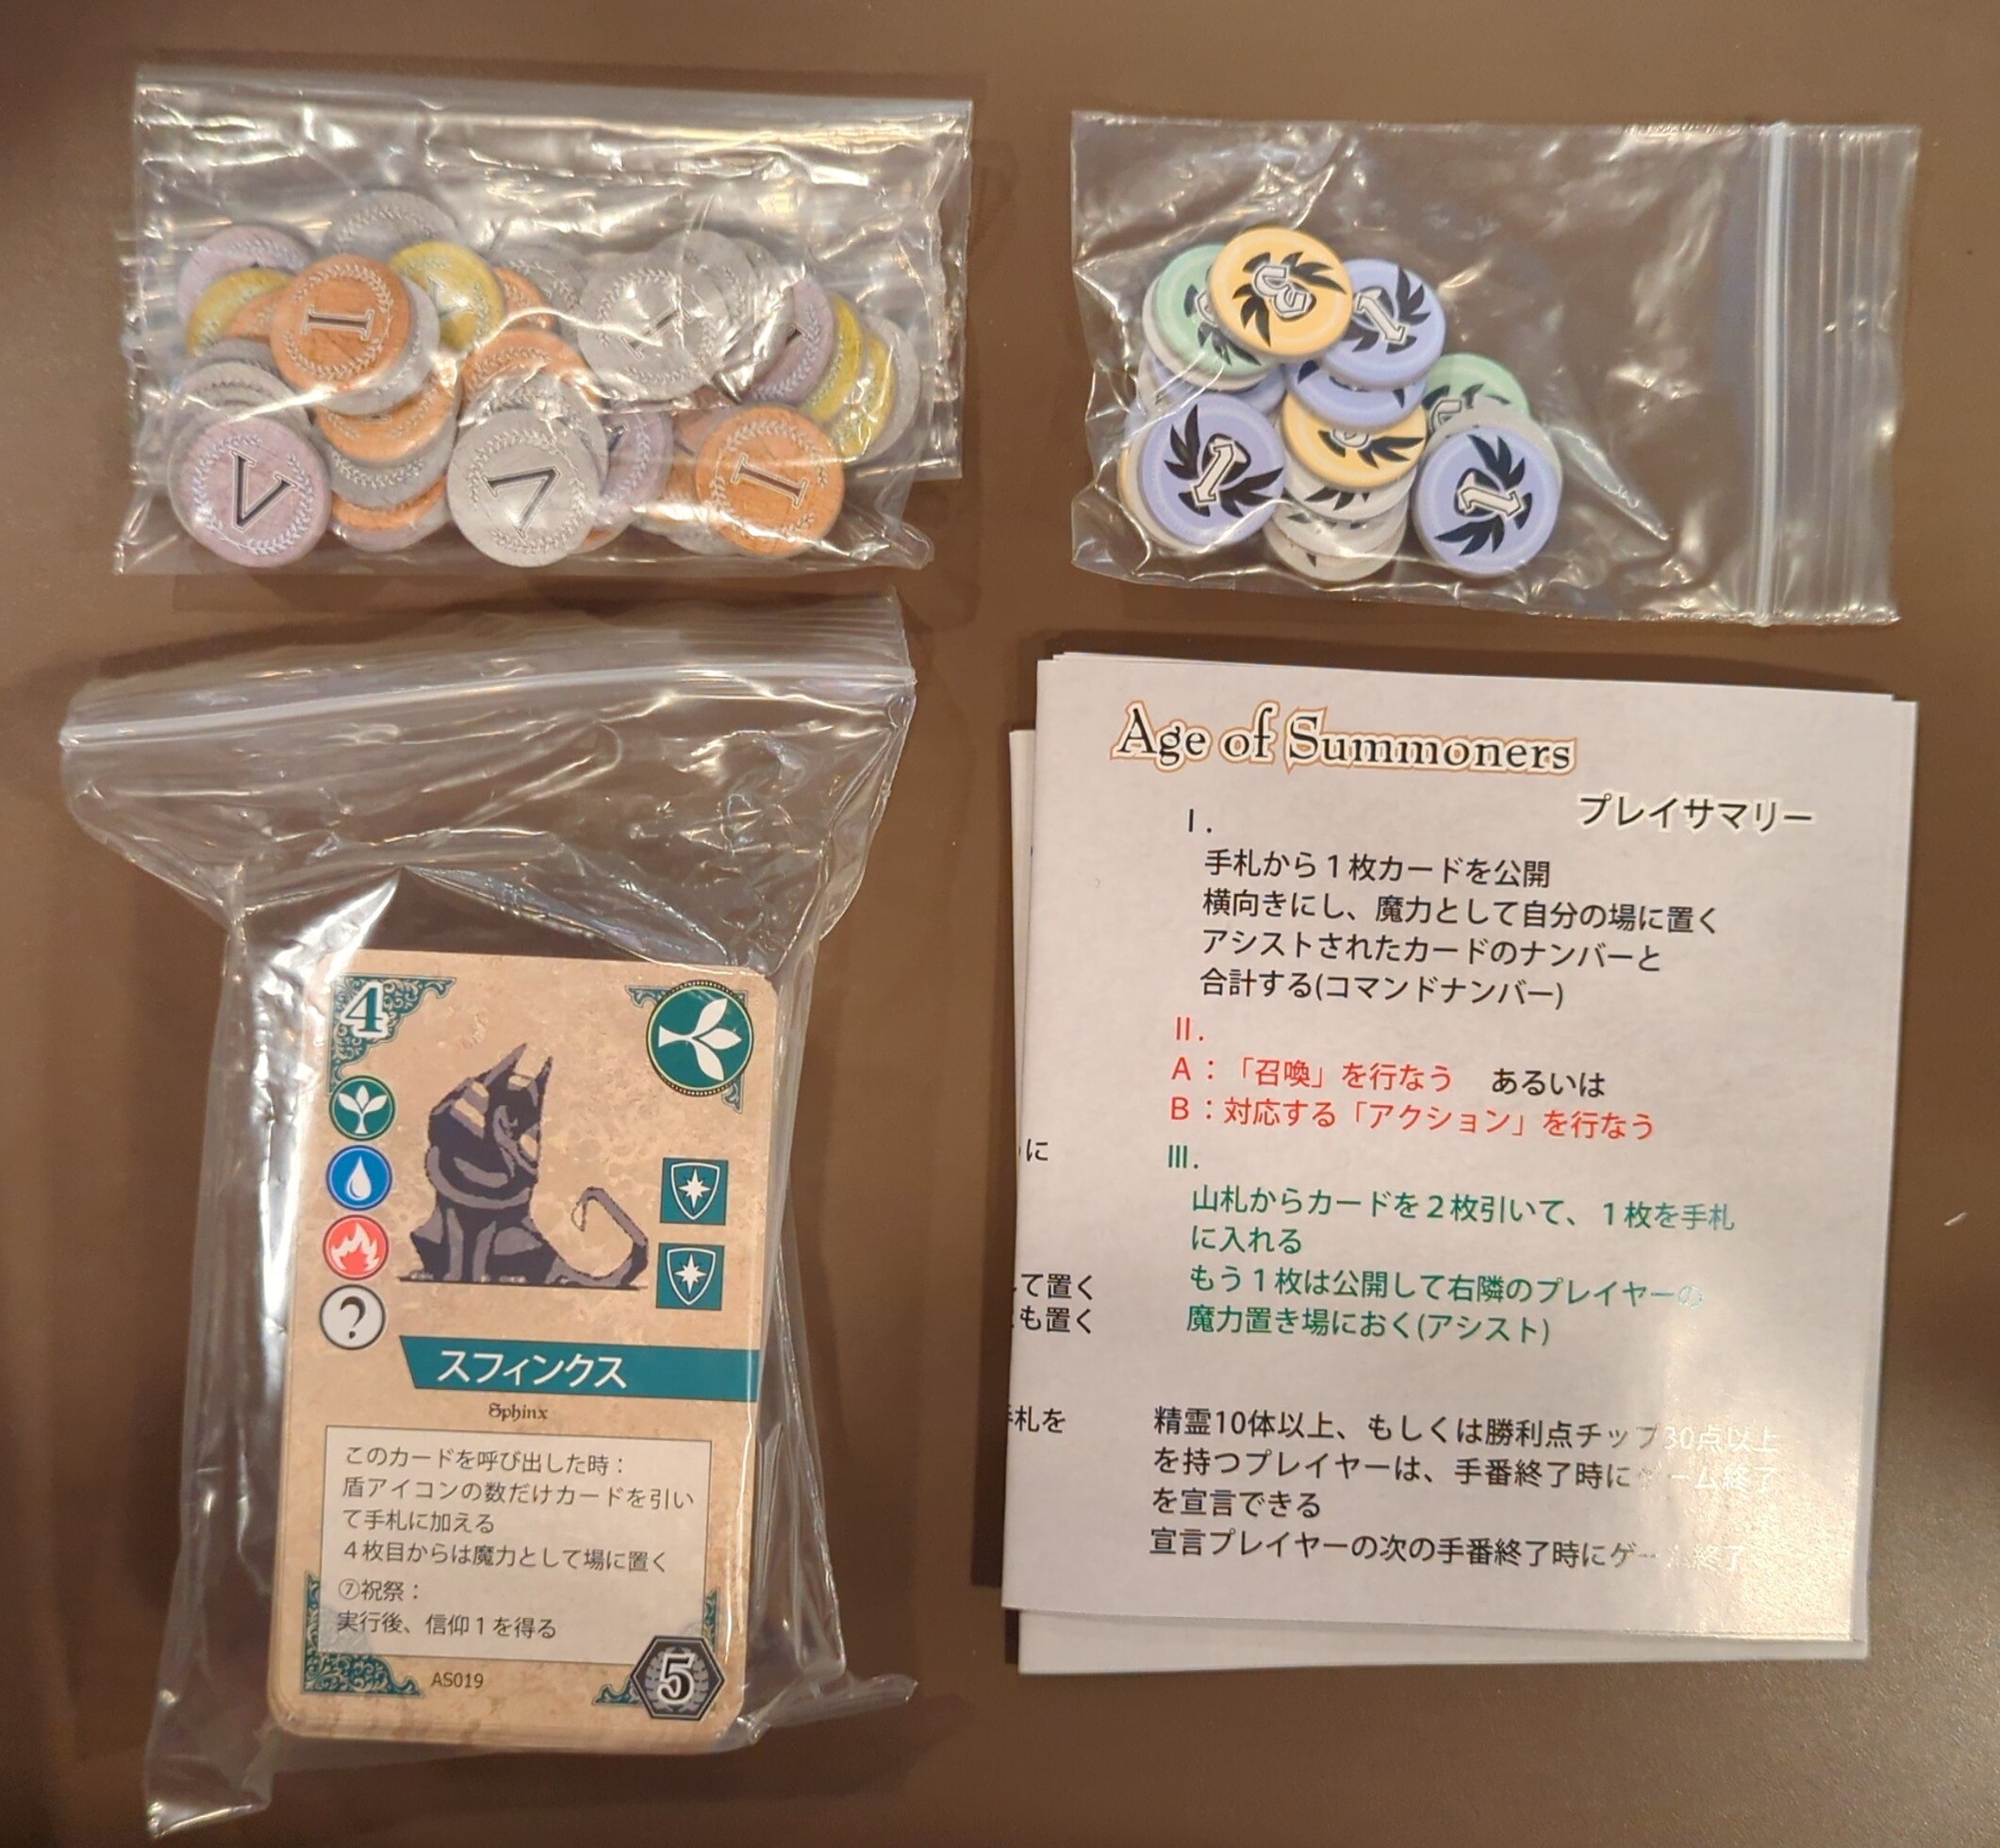 I
V
V
I
3
1
1
1
4
?
スフィンクス
Sphinx
このカードを呼び出した時：
盾アイコンの数だけカードを引い
て手札に加える
４枚目からは魔力として場に置く
⑦祝祭：
実行後、信仰１を得る
AS019
5
Age of Summoners
プレイサマリー
I．
手札から１枚カードを公開
横向きにし、魔力として自分の場に置く
アシストされたカードのナンバーと
合計する(コマンドナンバー)
II．
A：「召喚」を行なう　あるいは
B：対応する「アクション」を行なう
III．
山札からカードを２枚引いて、１枚を手札
に入れる
もう１枚は公開して右隣のプレイヤーの
魔力置き場におく(アシスト)
精霊10体以上、もしくは勝利点チップ30点以上
を持つプレイヤーは、手番終了時にゲーム終了
を宣言できる
宣言プレイヤーの次の手番終了時にゲーム終了
に
て置く
も置く
札を